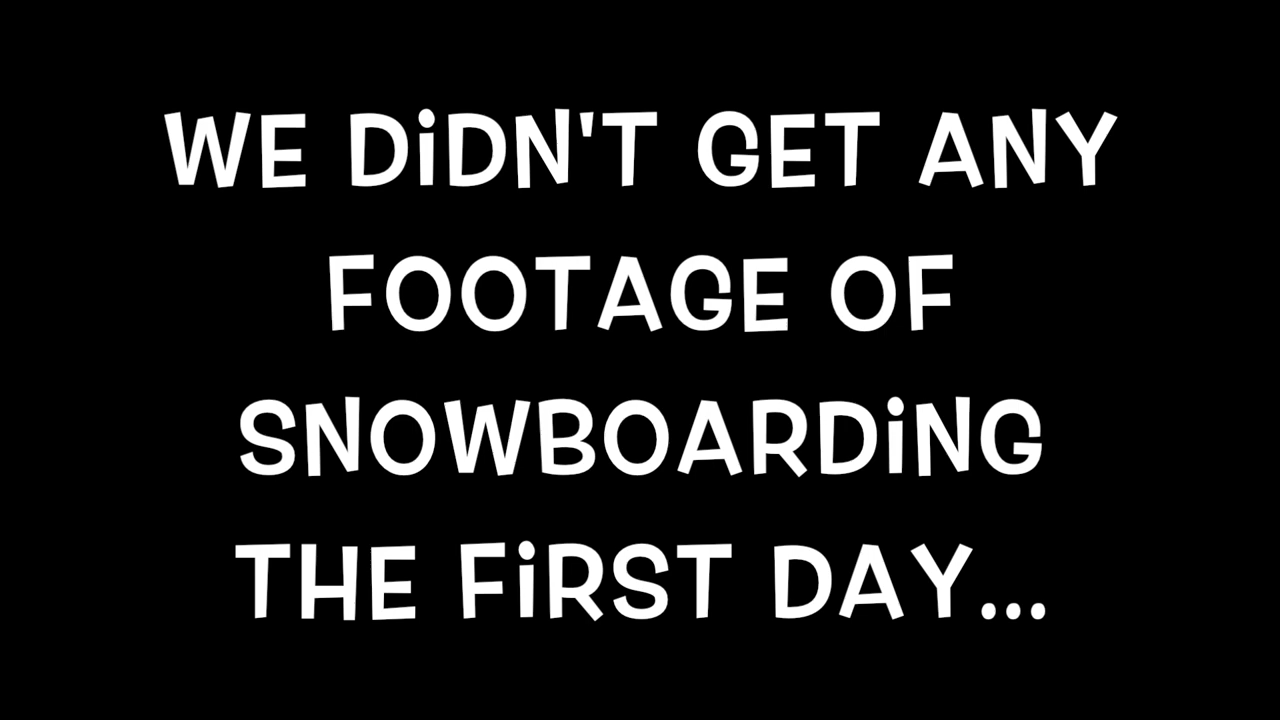 WE DiDN'T GET ANY
FOOTAGE OF
SNOWBOARDiNG
THE FiRST DAY...